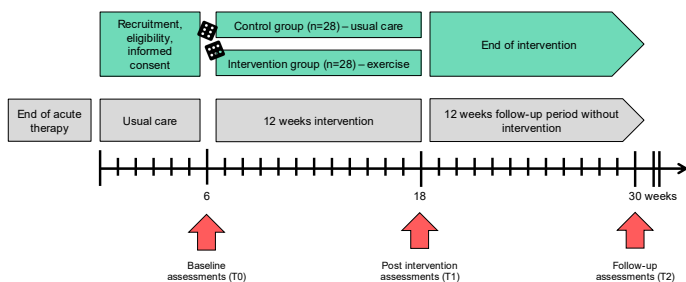 Recruitment,
eligibility,
informed
consent
Control group (n=28) – usual care
Intervention group (n=28) – exercise
End of intervention
End of acute
therapy
Usual care
12 weeks intervention
12 weeks follow-up period without
intervention
6
18
30 weeks
Baseline
assessments (T0)
Post intervention
assessments (T1)
Follow-up
assessments (T2)